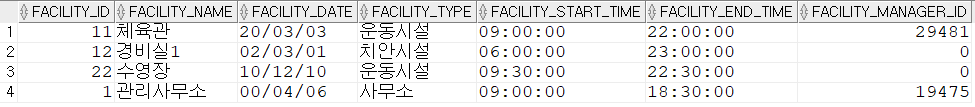 FACILITY_ID FACILITY_NAME FACILITY_DATE FACILITY_TYPE FACILITY_START_TIME FACILITY_END_TIME FACILITY_MANAGER_ID
1 11 체육관 20/03/03 운동시설 09:00:00 22:00:00 29481
2 12 경비실1 02/03/01 치안시설 06:00:00 23:00:00 0
3 22 수영장 10/12/10 운동시설 09:30:00 22:30:00 0
4 1 관리사무소 00/04/06 사무소 09:00:00 18:30:00 19475